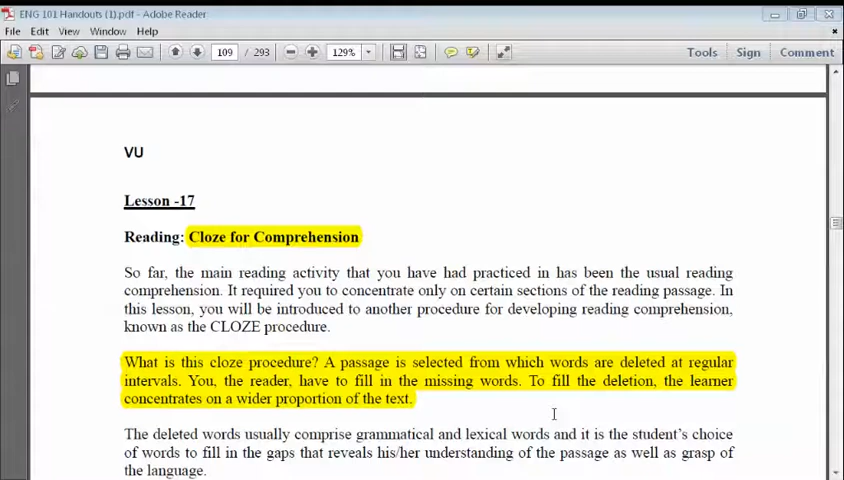 ENG 101 Handouts (1).pdf - Adobe Reader
File Edit View Window Help
109 / 293 129% Tools Sign Comment
VU
Lesson -17
Reading: Cloze for Comprehension
So far, the main reading activity that you have had practiced in has been the usual reading
comprehension. It required you to concentrate only on certain sections of the reading passage. In
this lesson, you will be introduced to another procedure for developing reading comprehension,
known as the CLOZE procedure.
What is this cloze procedure? A passage is selected from which words are deleted at regular
intervals. You, the reader, have to fill in the missing words. To fill the deletion, the learner
concentrates on a wider proportion of the text.
The deleted words usually comprise grammatical and lexical words and it is the student's choice
of words to fill in the gaps that reveals his/her understanding of the passage as well as grasp of
the language.